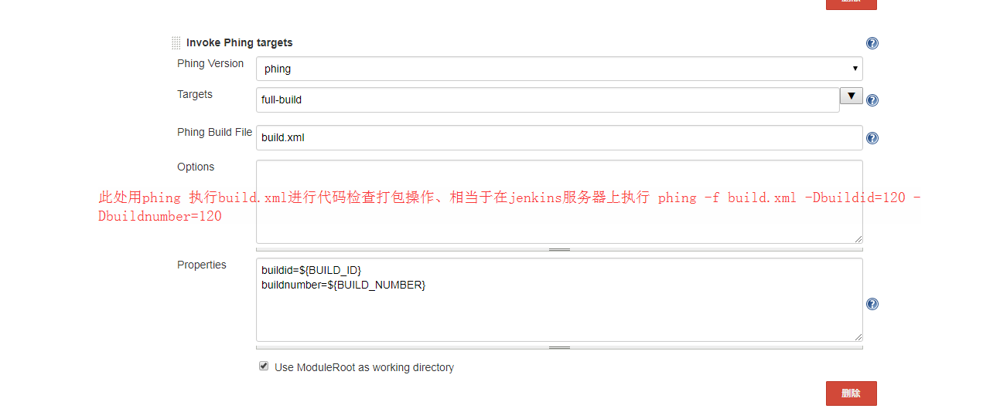 删除
Invoke Phing targets
Phing Version
phing
Targets
full-build
Phing Build File
build.xml
Options
此处用phing 执行build.xml进行代码检查打包操作、相当于在jenkins服务器上执行 phing -f build.xml -Dbuildid=120 -
Dbuildnumber=120
Properties
buildid=${BUILD_ID}
buildnumber=${BUILD_NUMBER}
Use ModuleRoot as working directory
删除